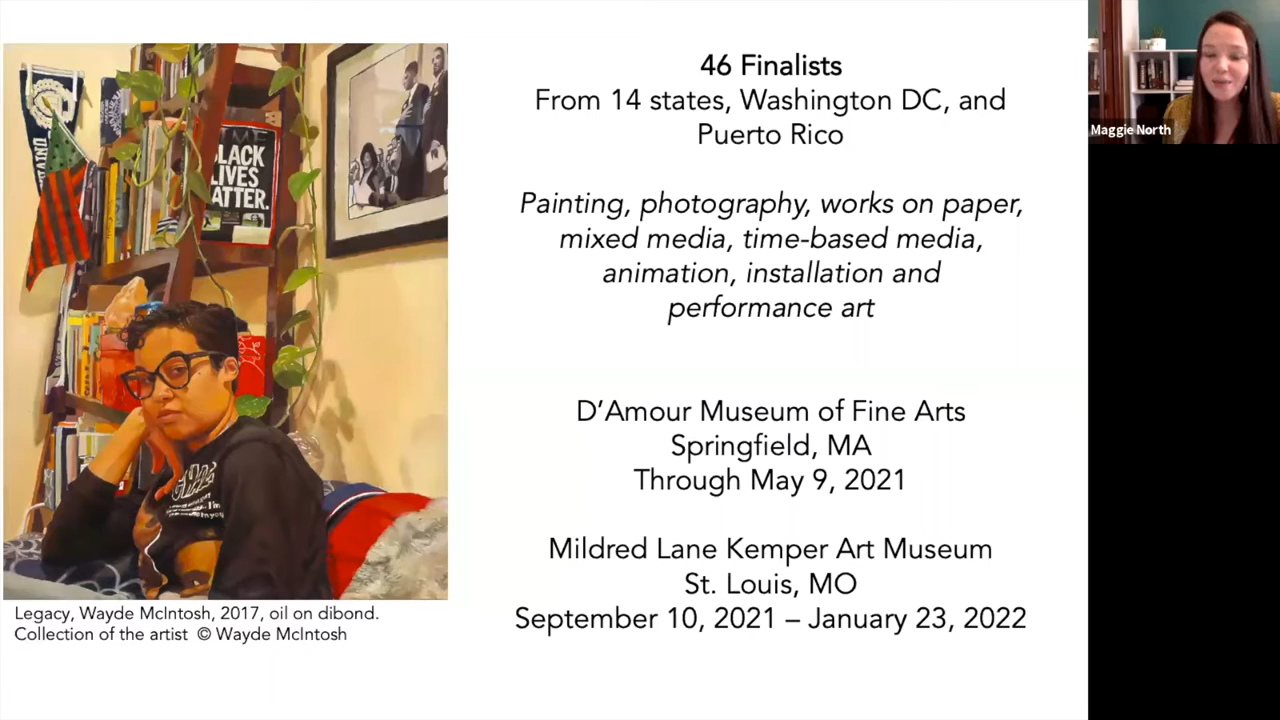 46 Finalists
From 14 states, Washington DC, and
Puerto Rico
Painting, photography, works on paper,
mixed media, time-based media,
animation, installation and
performance art
D'Amour Museum of Fine Arts
Springfield, MA
Through May 9, 2021
Mildred Lane Kemper Art Museum
St. Louis, MO
September 10, 2021 – January 23, 2022
LACK
LIVES
ATTER.
Legacy, Wayde McIntosh, 2017, oil on dibond.
Collection of the artist © Wayde McIntosh
Maggie North